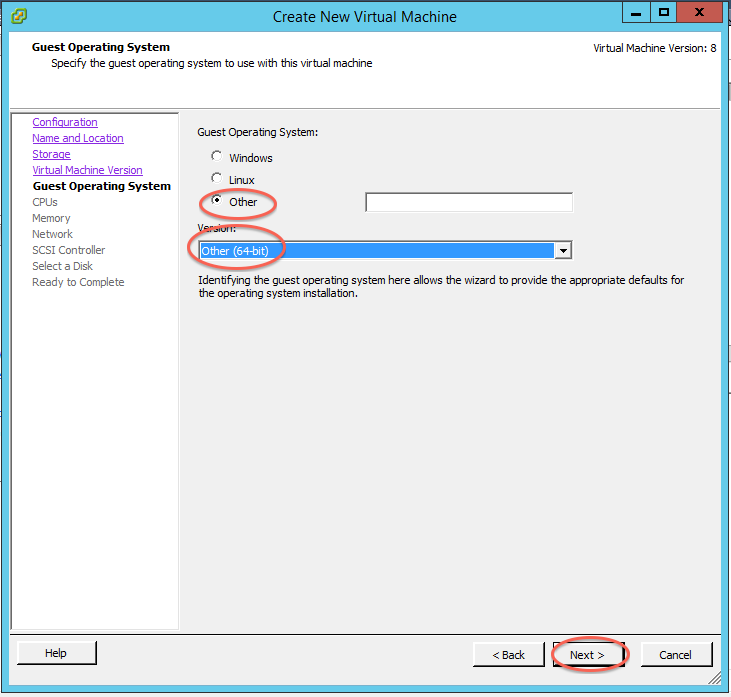 Create New Virtual Machine
Guest Operating System
Specify the guest operating system to use with this virtual machine
Virtual Machine Version: 8
Configuration
Name and Location
Storage
Virtual Machine Version
Guest Operating System
CPUs
Memory
Network
SCSI Controller
Select a Disk
Ready to Complete
Guest Operating System:
Windows
Linux
Other
Version:
Other (64-bit)
Identifying the guest operating system here allows the wizard to provide the appropriate defaults for
the operating system installation.
Help
< Back
Next >
Cancel